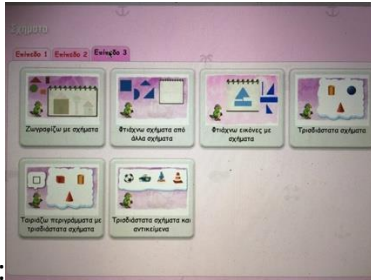 Σχήματα
Επίπεδο 1 Επίπεδο 2 Επίπεδο 3
Ζωγραφίζω με σχήματα
Φτιάχνω σχήματα από
άλλα σχήματα
Φτιάχνω εικόνες με
σχήματα
Τρισδιάστατα σχήματα
Ταιριάζω περιγράμματα με
τρισδιάστατα σχήματα
Τρισδιάστατα σχήματα και
αντικείμενα